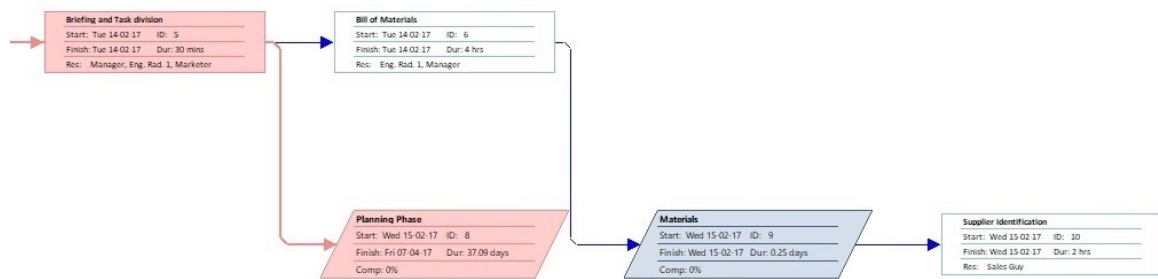 Briefing and Task division
Start: Tue 14-02-17 ID: 5
Finish: Tue 14-02-17 Dur: 30 mins
Res: Manager, Eng. Rad. 1, Marketer
Bill of Materials
Start: Tue 14-02-17 ID: 6
Finish: Tue 14-02-17 Dur: 4 hrs
Res: Eng. Rad. 1, Manager
Planning Phase
Start: Wed 15-02-17 ID: 8
Finish: Fri 07-04-17 Dur: 37.09 days
Comp: 0%
Materials
Start: Wed 15-02-17 ID: 9
Finish: Wed 15-02-17 Dur: 0.25 days
Comp: 0%
Supplier identification
Start: Wed 15-02-17 ID: 10
Finish: Wed 15-02-17 Dur: 2 hrs
Res: Sales Guy